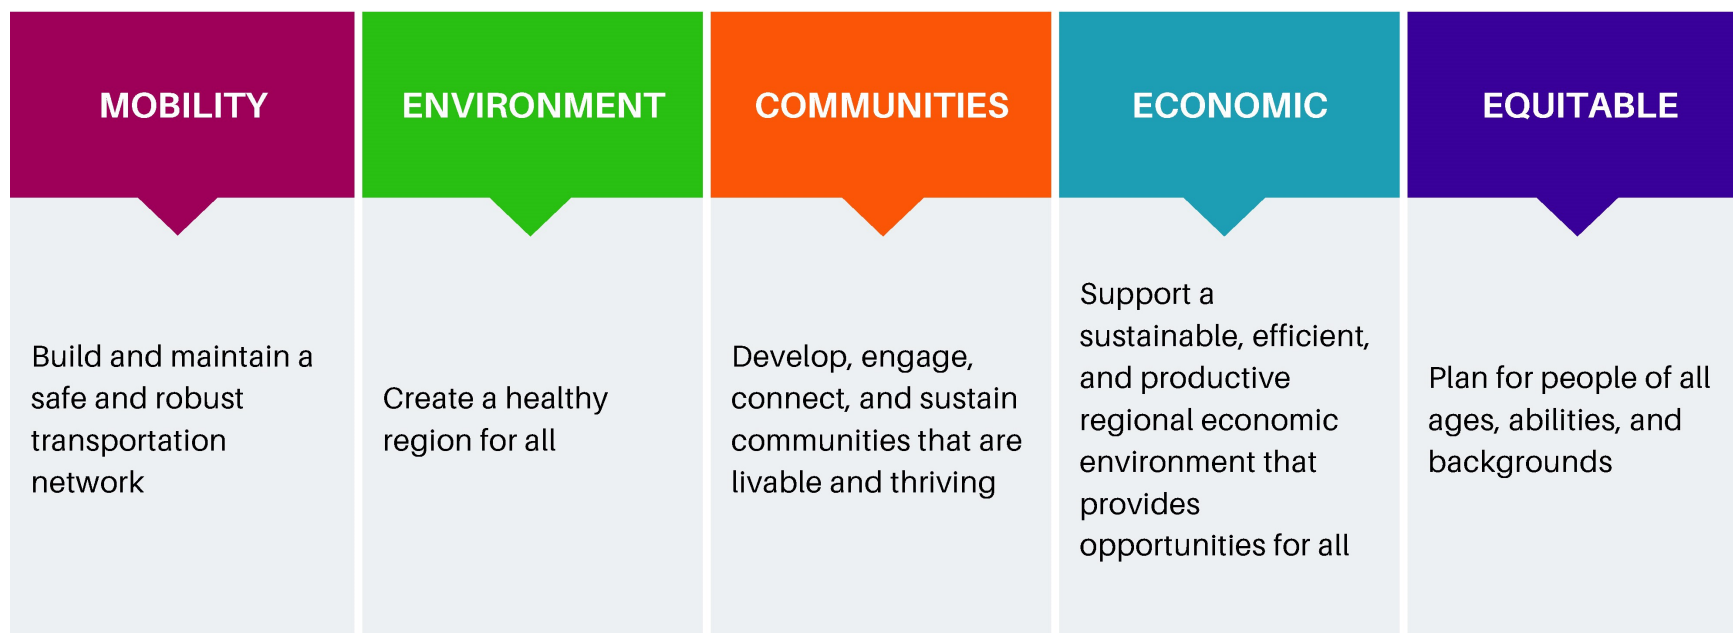 MOBILITY
Build and maintain a
safe and robust
transportation
network
ENVIRONMENT
Create a healthy
region for all
COMMUNITIES
Develop, engage,
connect, and sustain
communities that are
livable and thriving
ECONOMIC
Support a
sustainable, efficient,
and productive
regional economic
environment that
provides
opportunities for all
EQUITABLE
Plan for people of all
ages, abilities, and
backgrounds